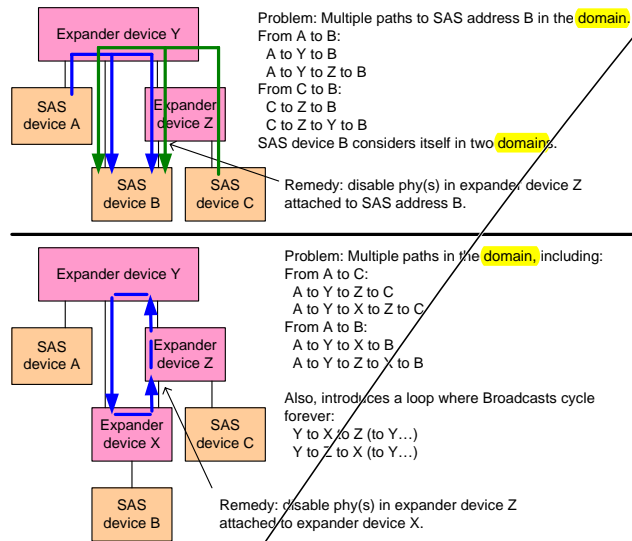 Expander device Y
SAS
device A
Expander
device Z
SAS
device B
SAS
device C
Problem: Multiple paths to SAS address B in the domain.
From A to B:
A to Y to B
A to Y to Z to B
From C to B:
C to Z to B
C to Z to Y to B
SAS device B considers itself in two domains.
Remedy: disable phy(s) in expander device Z
attached to SAS address B.
Expander device Y
SAS
device A
Expander
device Z
Expander
device X
SAS
device C
SAS
device B
Problem: Multiple paths in the domain, including:
From A to C:
A to Y to Z to C
A to Y to X to Z to C
From A to B:
A to Y to X to B
A to Y to Z to X to B
Also, introduces a loop where Broadcasts cycle
forever:
Y to X to Z (to Y…)
Y to Z to X (to Y…)
Remedy: disable phy(s) in expander device Z
attached to expander device X.